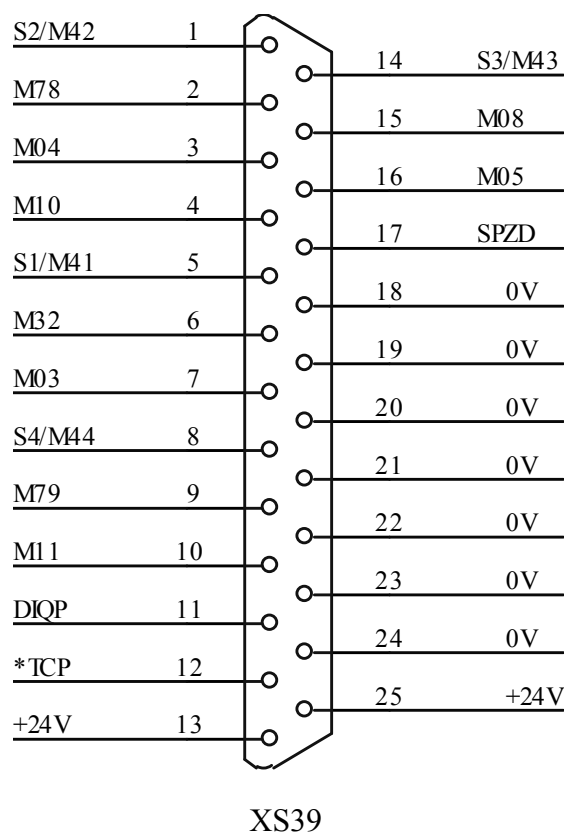 S2/M42 1
14 S3/M43
M78 2
15 M08
M04 3
16 M05
M10 4
17 SPZD
S1/M41 5
18 0V
M32 6
19 0V
M03 7
20 0V
S4/M44 8
21 0V
M79 9
22 0V
M11 10
23 0V
DIQP 11
24 0V
*TCP 12
25 +24V
+24V 13
XS39